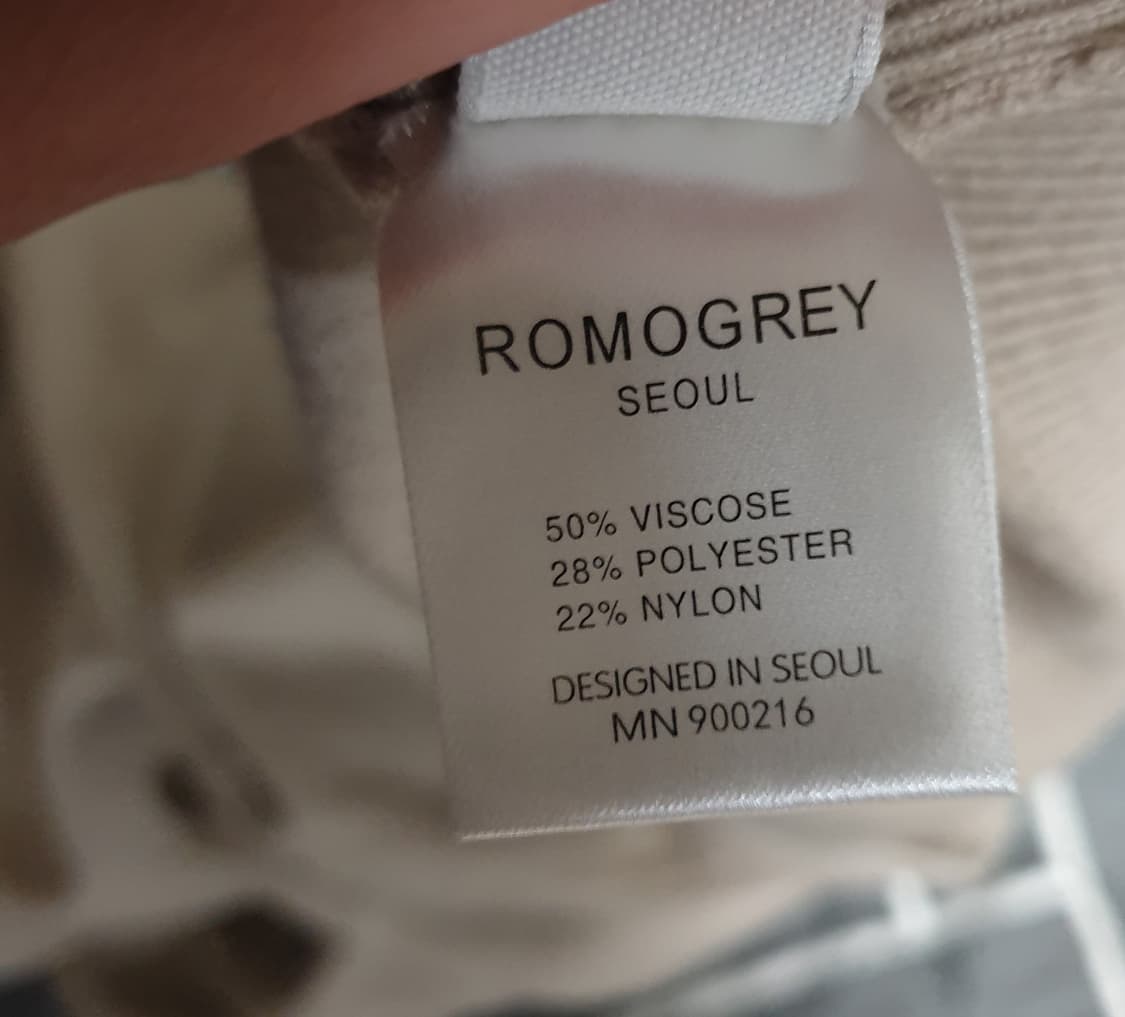 ROMOGREY
SEOUL
50% VISCOSE
28% POLYESTER
22% NYLON
DESIGNED IN SEOUL
MN 900216